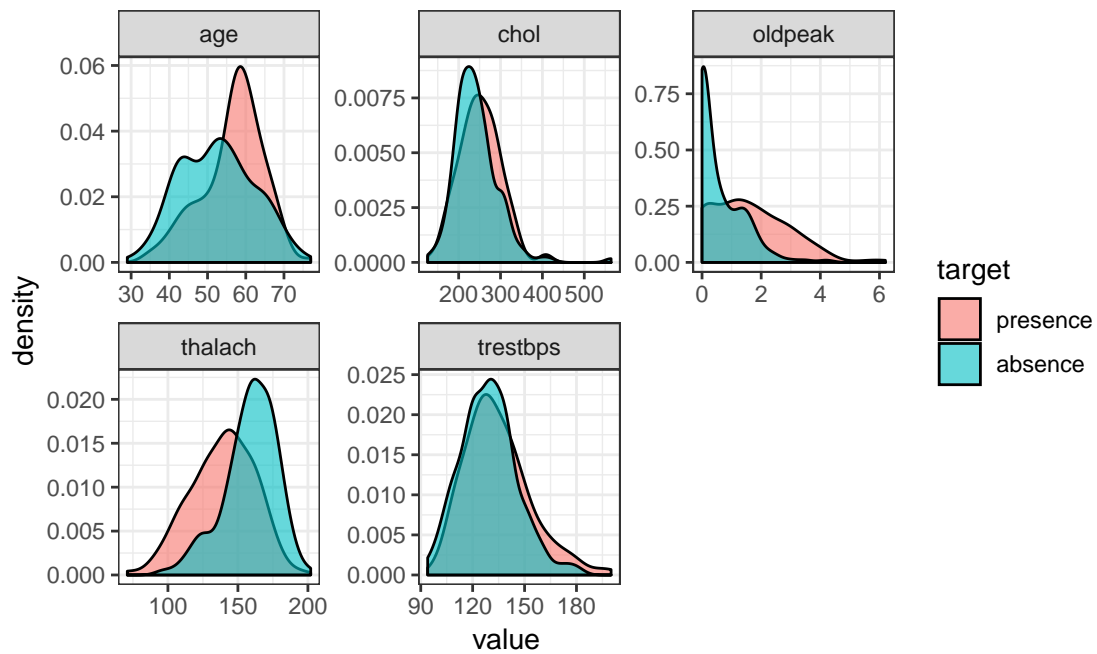 age
chol
oldpeak
0.06
0.04
0.02
0.00
30 40 50 60 70
0.0075
0.0050
0.0025
0.0000
200 300 400 500
0.75
0.50
0.25
0.00
0 2 4 6
density
thalach
trestbps
0.020
0.015
0.010
0.005
0.000
100 150 200
0.025
0.020
0.015
0.010
0.005
0.000
90 120 150 180
value
target
presence
absence